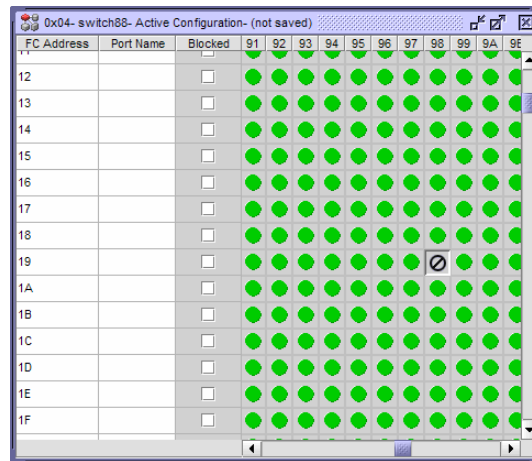 0x04- switch88- Active Configuration- (not saved)
FC Address Port Name Blocked 91 92 93 94 95 96 97 98 99 9A
12
13
14
15
16
17
18
19
1A
1B
1C
1D
1E
1F